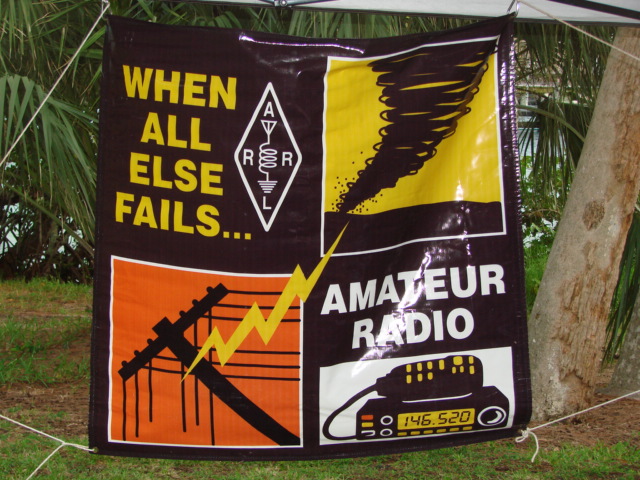 WHEN
ALL
ELSE
FAILS...
A
R R
L
AMATEUR
RADIO
146.520